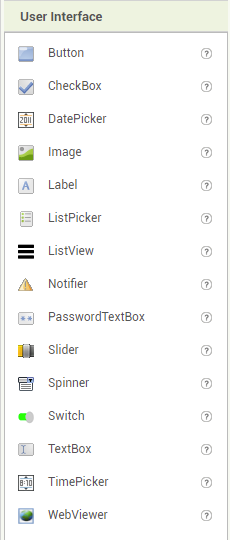 User Interface
Button
CheckBox
DatePicker
Image
Label
ListPicker
ListView
Notifier
PasswordTextBox
Slider
Spinner
Switch
TextBox
TimePicker
WebViewer